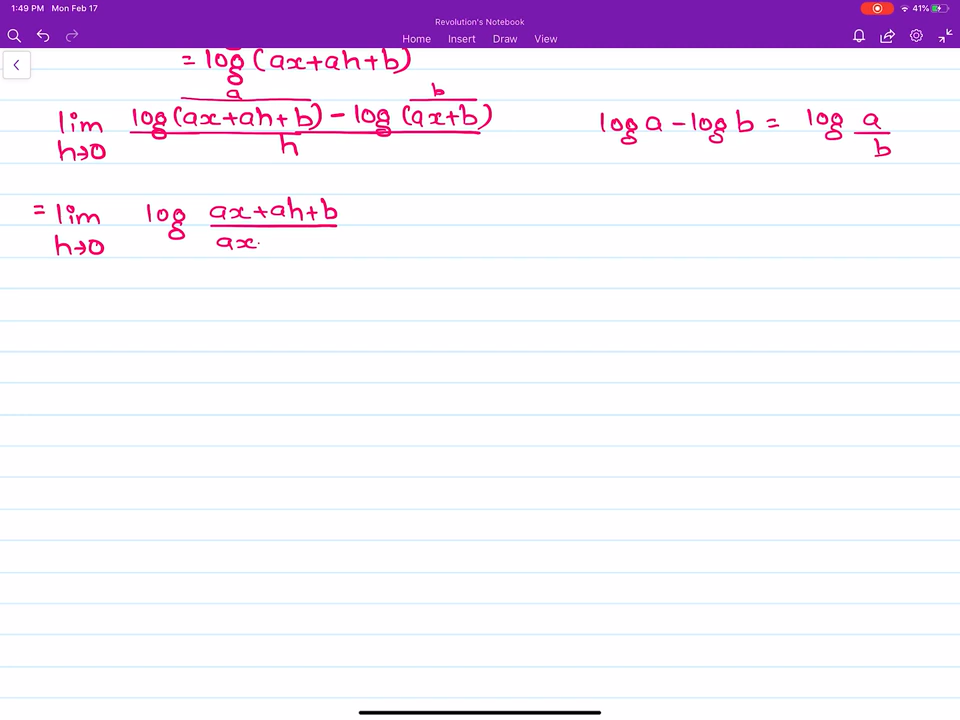 1:49 PM Mon Feb 17
41%
Revolution's Notebook
Home Insert Draw View
= log (ax+ah+b)
a b
lim log(ax+ah+b) - log (ax+b) log a - log b = log a
h→0 h b
= lim log ax+ah+b
h→0 ax